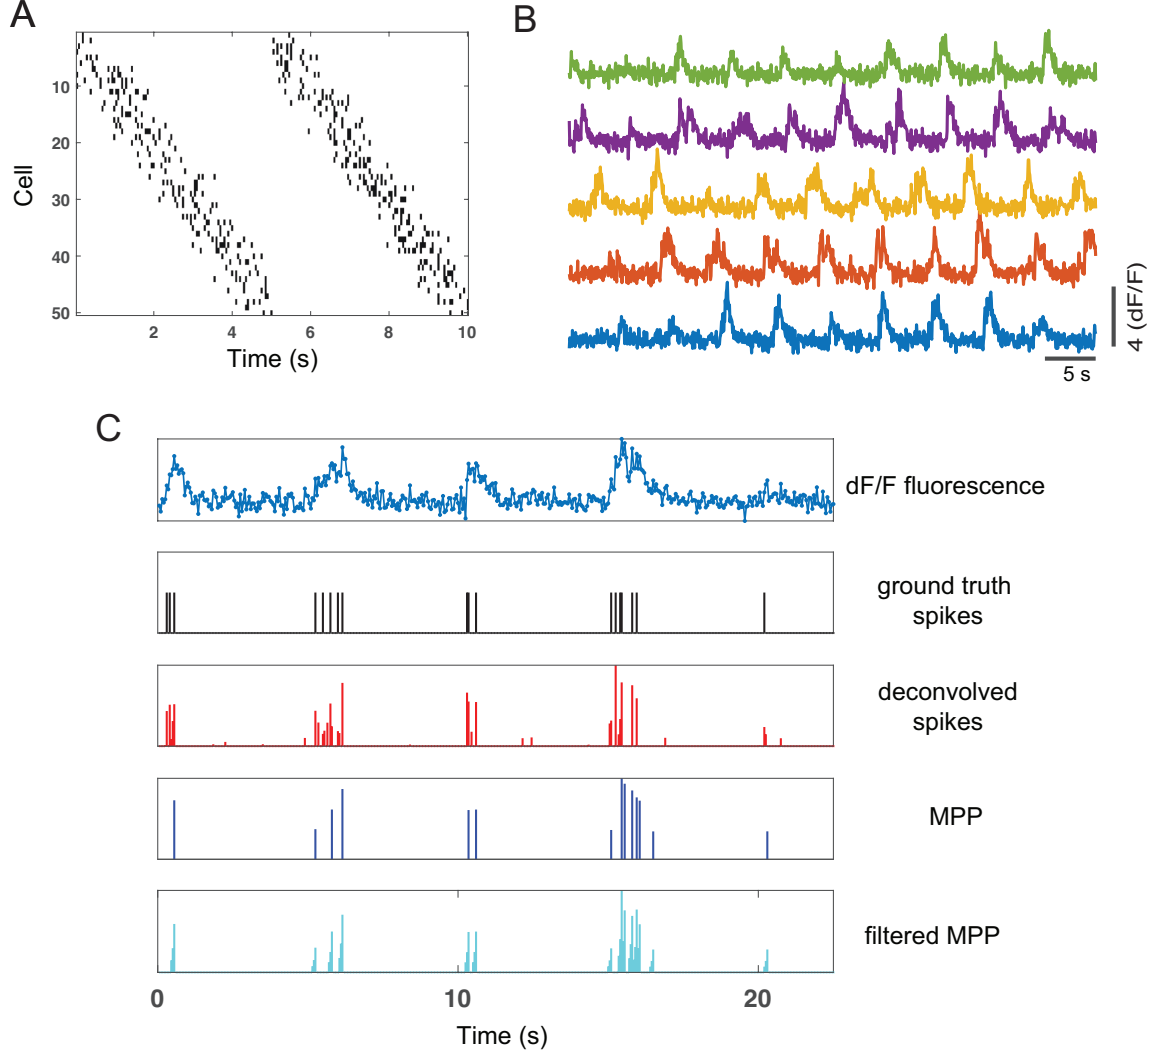 A
B
Cell
10
20
30
40
50
2
4
6
8
10
Time (s)
4 (dF/F)
5 s
C
dF/F fluorescence
ground truth
spikes
deconvolved
spikes
MPP
filtered MPP
0
10
20
Time (s)